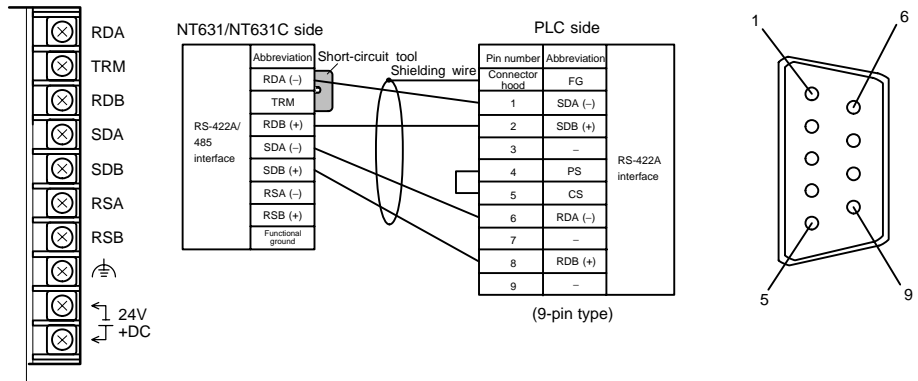 RDA
TRM
RDB
SDA
SDB
RSA
RSB
24V
+DC
NT631/NT631C side
Abbreviation
RDA (–)
TRM
RDB (+)
SDA (–)
SDB (+)
RSA (–)
RSB (+)
Functional
ground
RS-422A/
485
interface
Short-circuit tool
Shielding wire
PLC side
Pin number Abbreviation
Connector
hood FG
1 SDA (–)
2 SDB (+)
3 –
4 PS
5 CS
6 RDA (–)
7 –
8 RDB (+)
9 –
RS-422A
interface
(9-pin type)
1
6
5
9